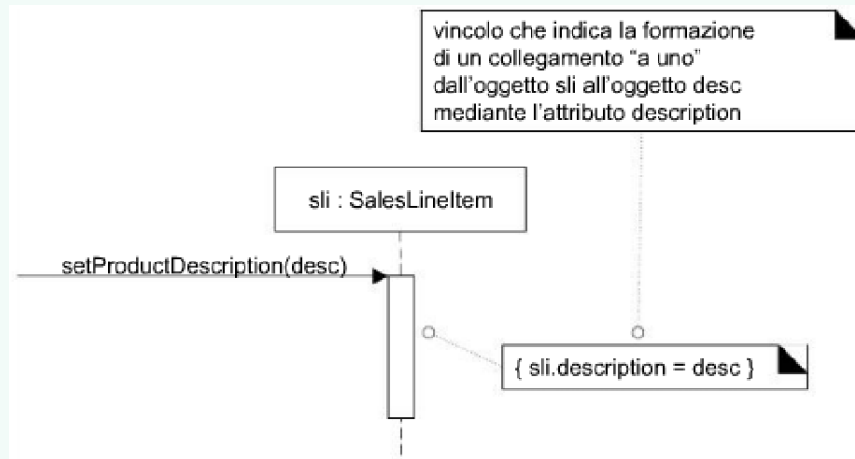 vincolo che indica la formazione
di un collegamento “a uno”
dall'oggetto sli all'oggetto desc
mediante l'attributo description
sli : SalesLineItem
setProductDescription(desc)
{ sli.description = desc }